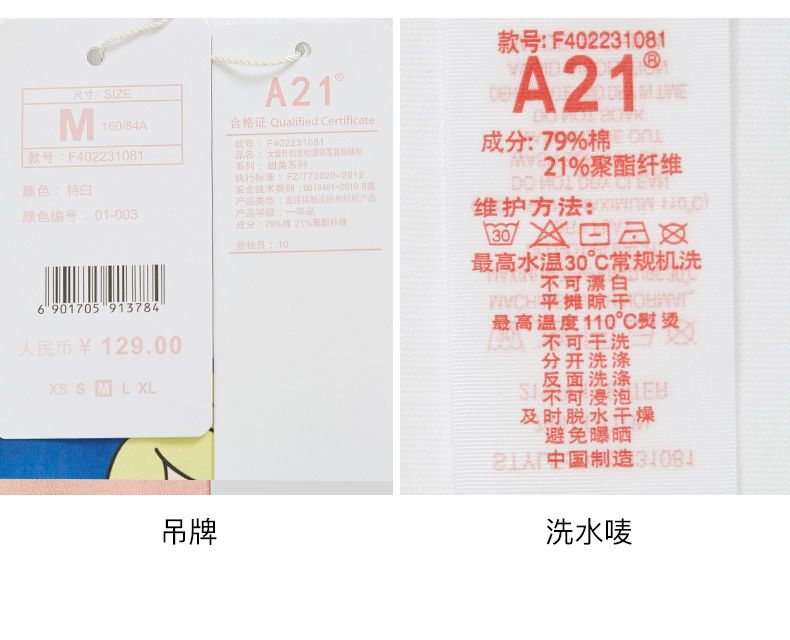 尺寸/ SIZE
M 160/84A
款号：F402231081
颜色：特白
颜色编号：01-003
6 901705 913784
人民币 ¥ 129.00
XS S M L XL
A21®
合格证 Qualified Certificate
款号：F402231081
系列：甜美系列
执行标准：FZ/T73020-2012
产品等级：一等品
成分：79%棉 21%聚酯纤维
质检员：10
款号: F402231081
A21®
成分: 79%棉
21%聚酯纤维
维护方法:
30
最高水温30℃常规机洗
不可漂白
平摊晾干
最高温度110℃熨烫
不可干洗
分开洗涤
反面洗涤
不可浸泡
及时脱水干燥
避免曝晒
中国制造
吊牌
洗水唛